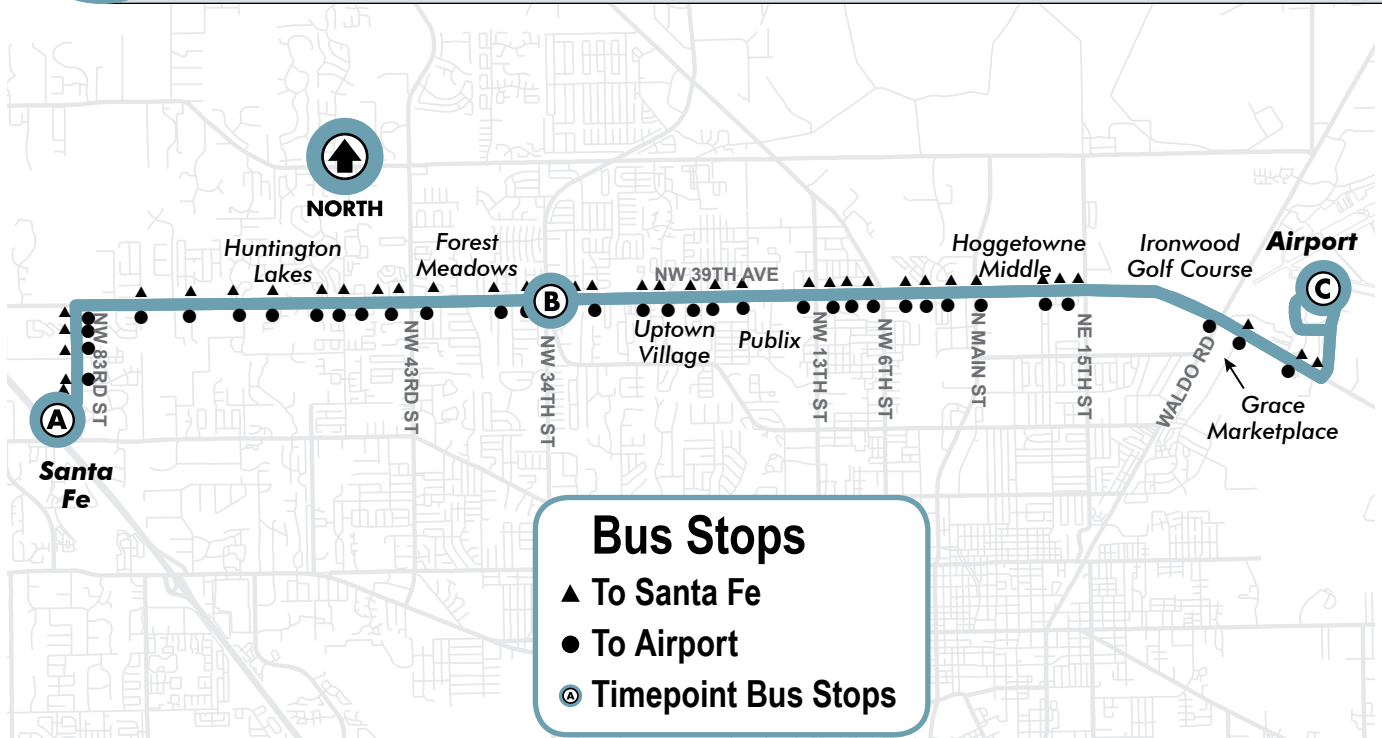 NORTH
Huntington
Lakes
Forest
Meadows
NW 39TH AVE
Hoggetowne
Middle
Ironwood
Golf Course
Airport
C
B
Uptown
Village
Publix
NW 83RD ST
NW 43RD ST
NW 34TH ST
NW 13TH ST
NW 6TH ST
N MAIN ST
NE 15TH ST
WALDO RD
Grace
Marketplace
A
Santa
Fe
Bus Stops
To Santa Fe
To Airport
A Timepoint Bus Stops